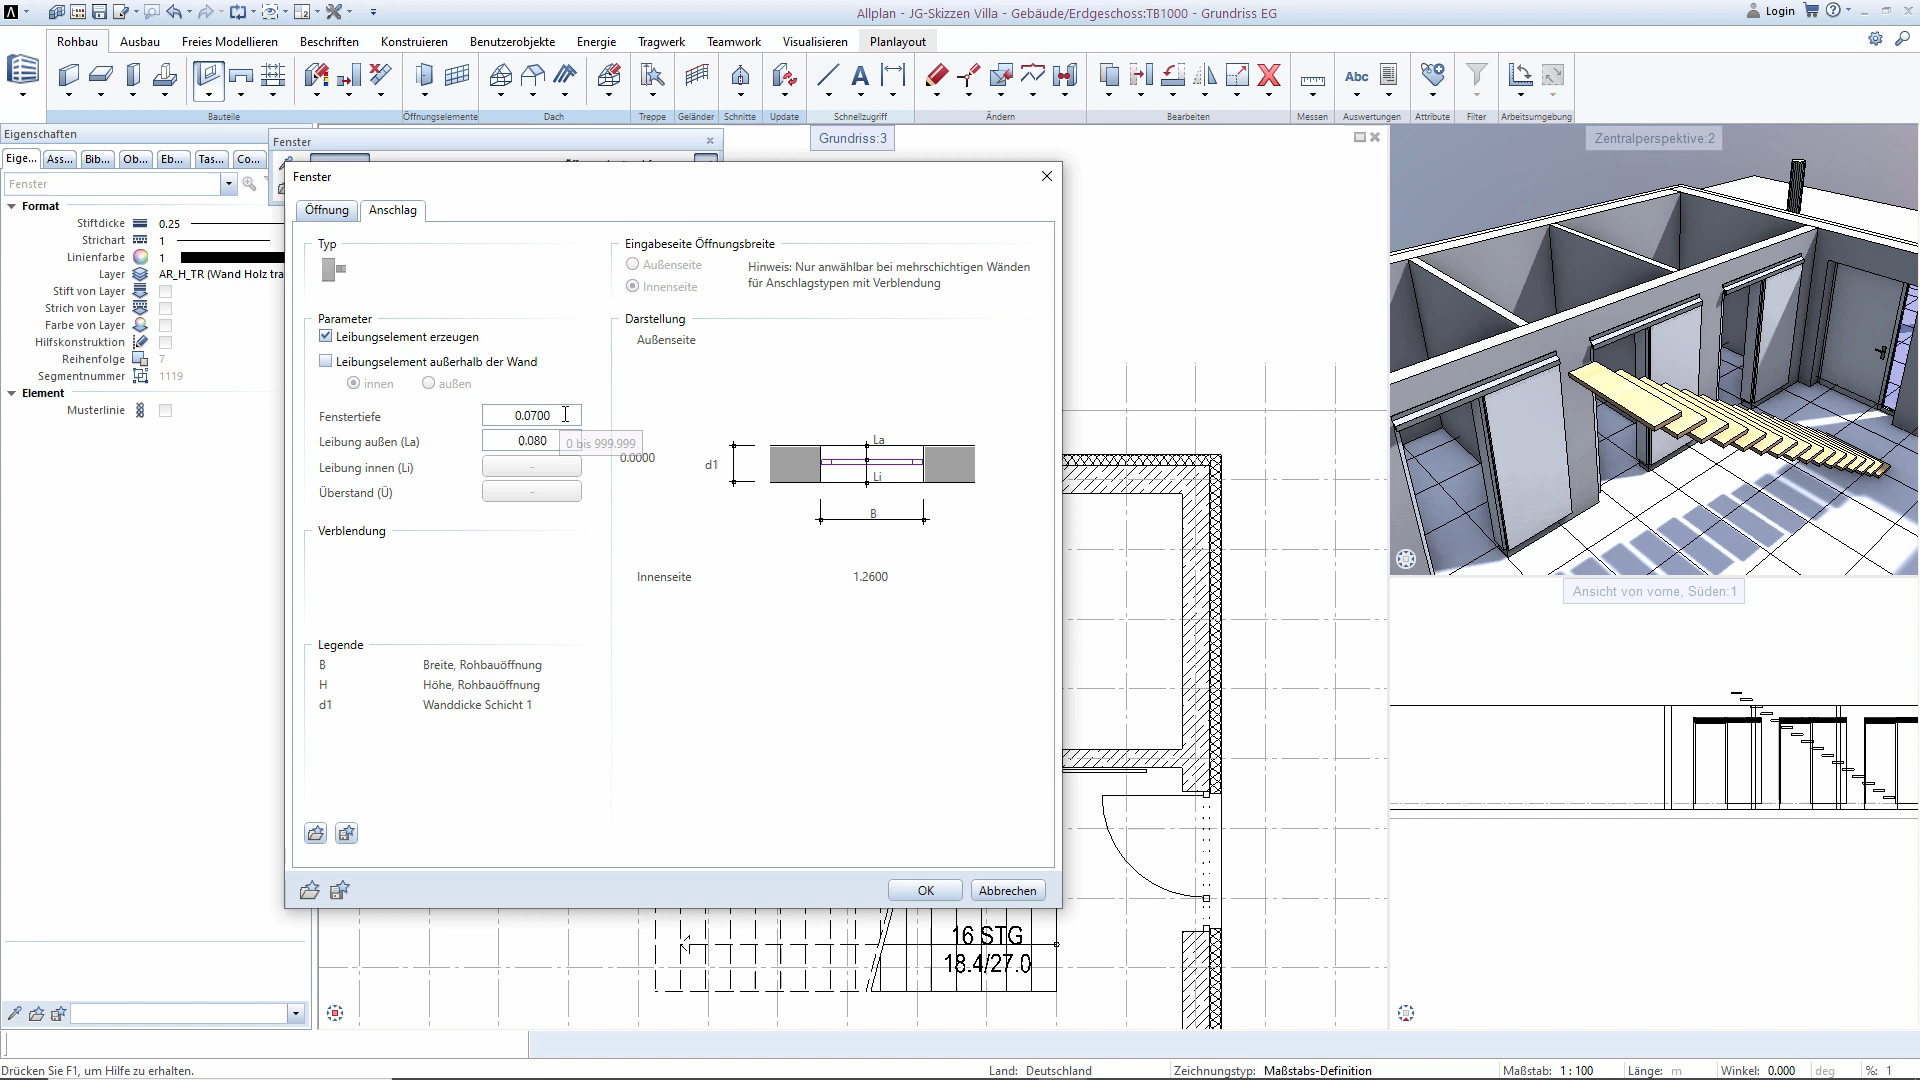 Allplan - JG-Skizzen Villa - Gebäude/Erdgeschoss:TB1000 - Grundriss EG
Login
Rohbau Ausbau Freies Modellieren Beschriften Konstruieren Benutzerobjekte Energie Tragwerk Teamwork Visualisieren Planlayout
Abc
Bauteile Öffnungselemente Dach Treppe Geländer Schnitte Update Schnellzugriff Ändern Bearbeiten Messen Auswertungen Attribute Filter Arbeitsumgebung
Eigenschaften
Eige... Ass... Bib... Ob... Eb... Tas... Co...
Fenster
Format
Stiftdicke 0.25
Strichart 1
Linienfarbe 1
Layer AR_H_TR (Wand Holz tra
Stift von Layer
Strich von Layer
Farbe von Layer
Hilfskonstruktion
Reihenfolge 7
Segmentnummer 1119
Element
Musterlinie
Fenster
Grundriss:3
Zentralperspektive:2
Fenster
Öffnung Anschlag
Typ
Eingabeseite Öffnungsbreite
Außenseite
Innenseite
Hinweis: Nur anwählbar bei mehrschichtigen Wänden
für Anschlagstypen mit Verblendung
Parameter
Leibungselement erzeugen
Leibungselement außerhalb der Wand
innen außen
Fenstertiefe 0.0700
Leibung außen (La) 0.080
0 bis 999.999
Leibung innen (Li) -
Überstand (Ü) -
Darstellung
Außenseite
0.0000
d1
La
Li
B
Innenseite 1.2600
Verblendung
Legende
B Breite, Rohbauöffnung
H Höhe, Rohbauöffnung
d1 Wanddicke Schicht 1
OK Abbrechen
16 STG
18.4/27.0
Ansicht von vorne, Süden:1
Drücken Sie F1, um Hilfe zu erhalten.
Land: Deutschland
Zeichnungstyp: Maßstabs-Definition
Maßstab: 1 : 100
Länge: m
Winkel: 0.000 deg
%: 1